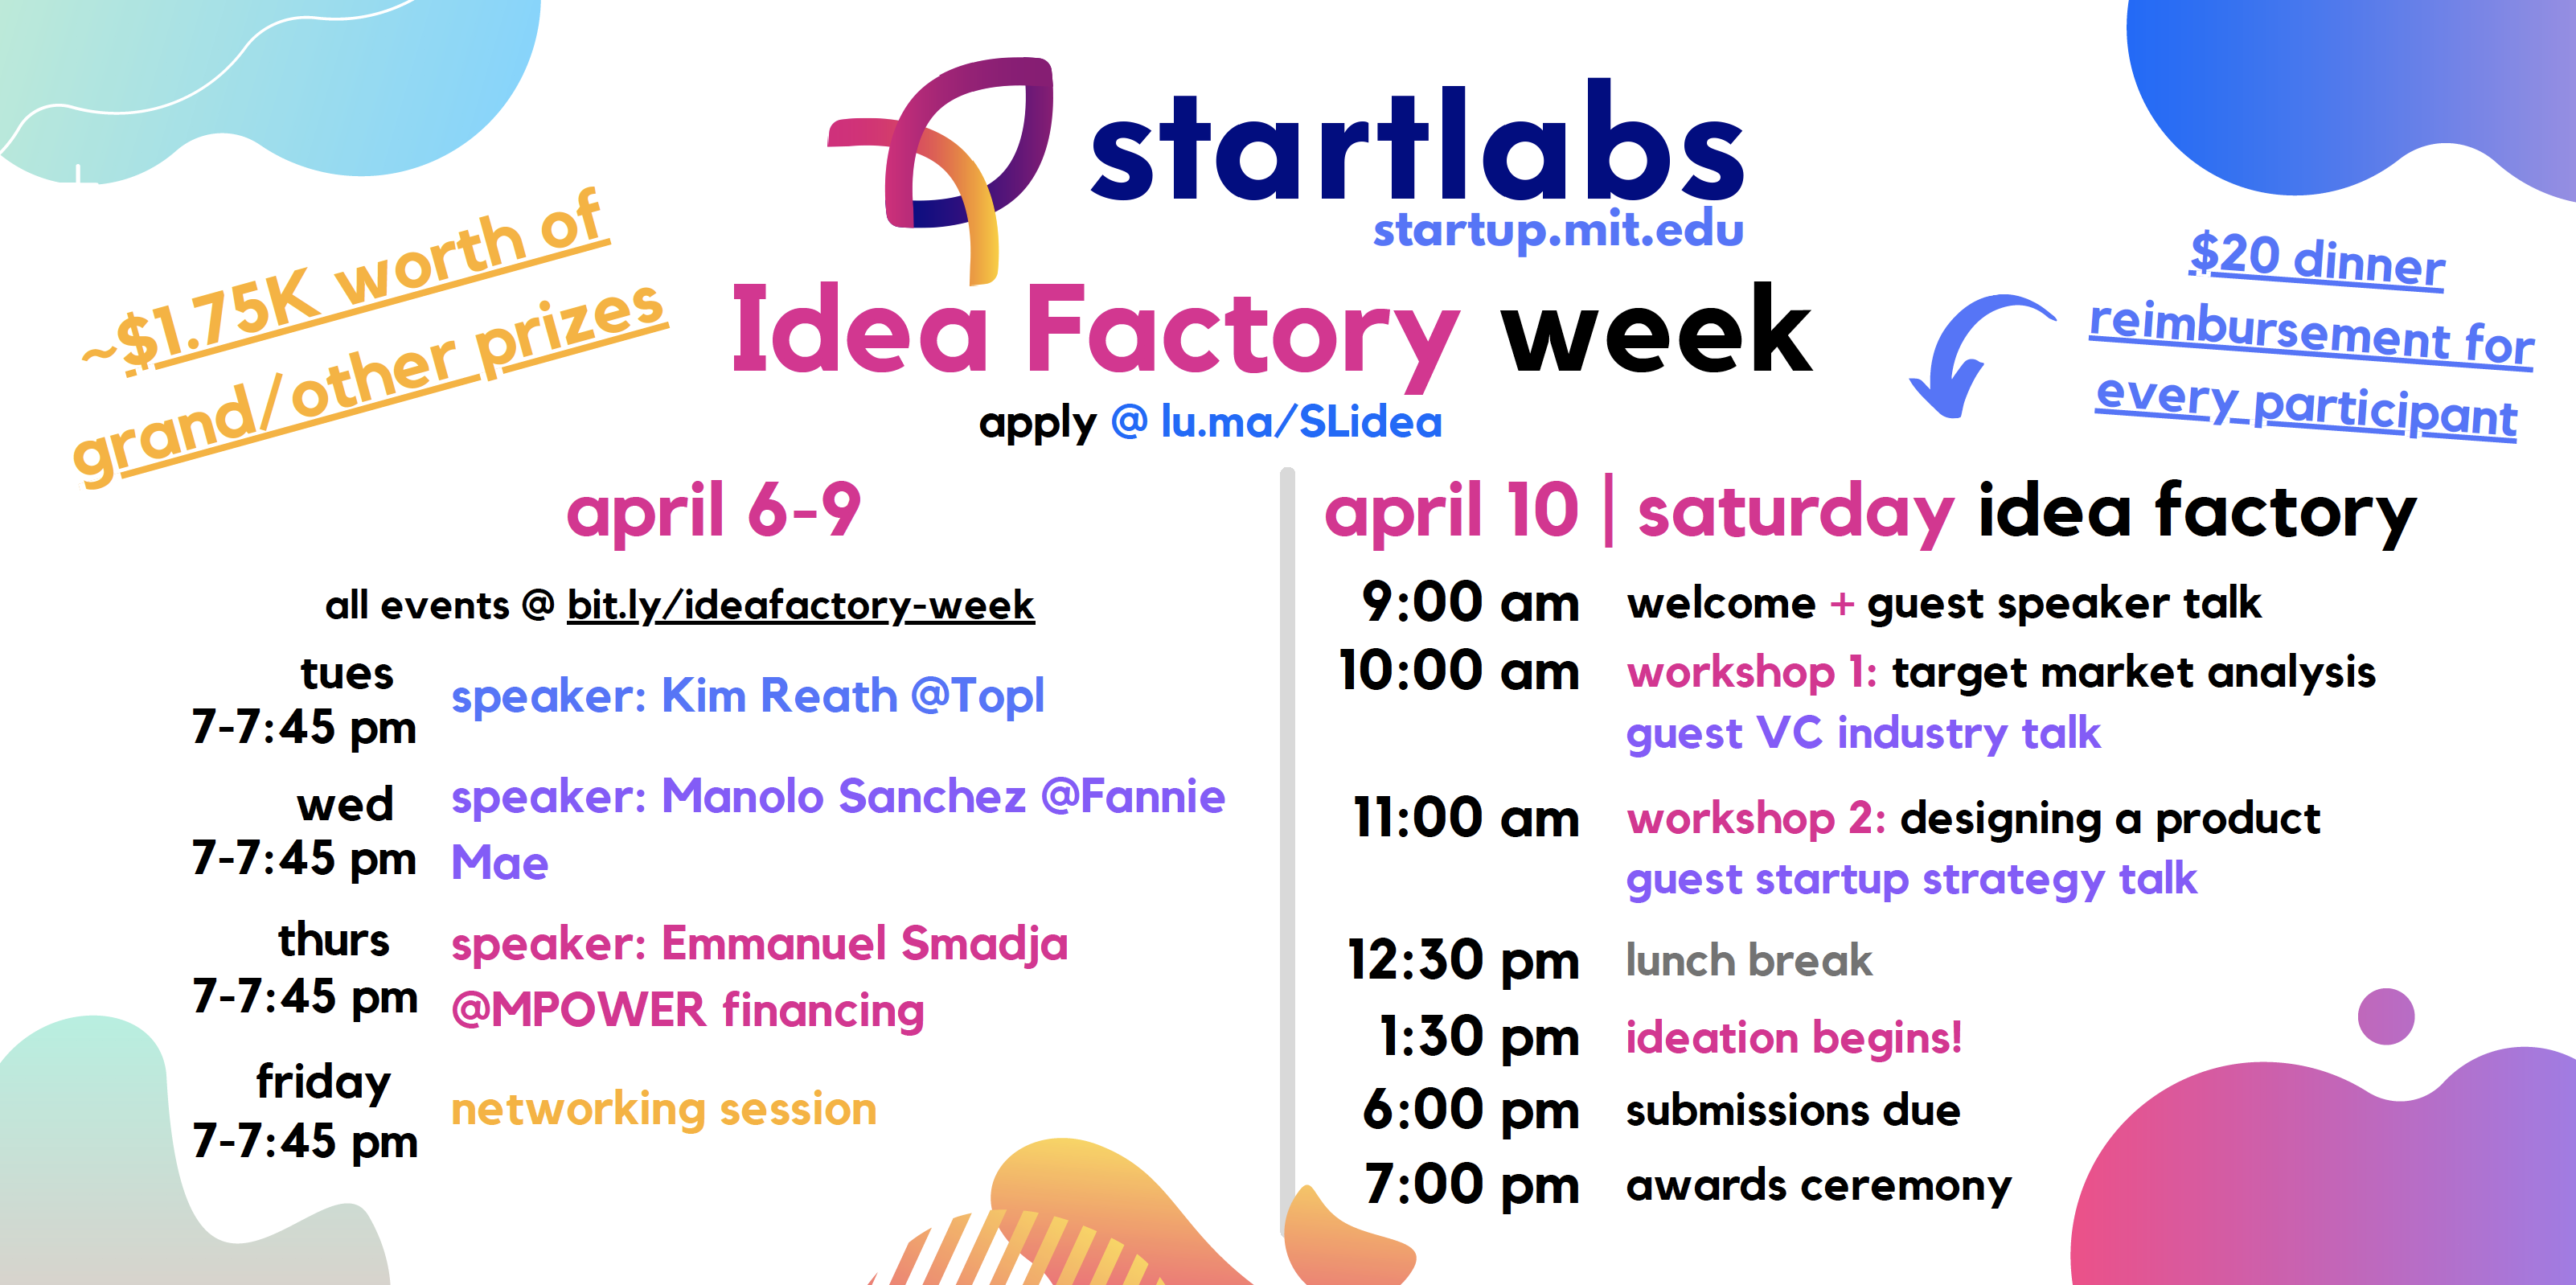 startlabs
startup.mit.edu
~$1.75K worth of
grand/other prizes
Idea Factory week
apply @ lu.ma/SLidea
$20 dinner
reimbursement for
every participant
april 6-9
all events @ bit.ly/ideafactory-week
tues
7-7:45 pm
speaker: Kim Reath @Topl
wed
7-7:45 pm
speaker: Manolo Sanchez @Fannie
Mae
thurs
7-7:45 pm
speaker: Emmanuel Smadja
@MPOWER financing
friday
7-7:45 pm
networking session
april 10 | saturday idea factory
9:00 am welcome + guest speaker talk
10:00 am workshop 1: target market analysis
guest VC industry talk
11:00 am workshop 2: designing a product
guest startup strategy talk
12:30 pm lunch break
1:30 pm ideation begins!
6:00 pm submissions due
7:00 pm awards ceremony